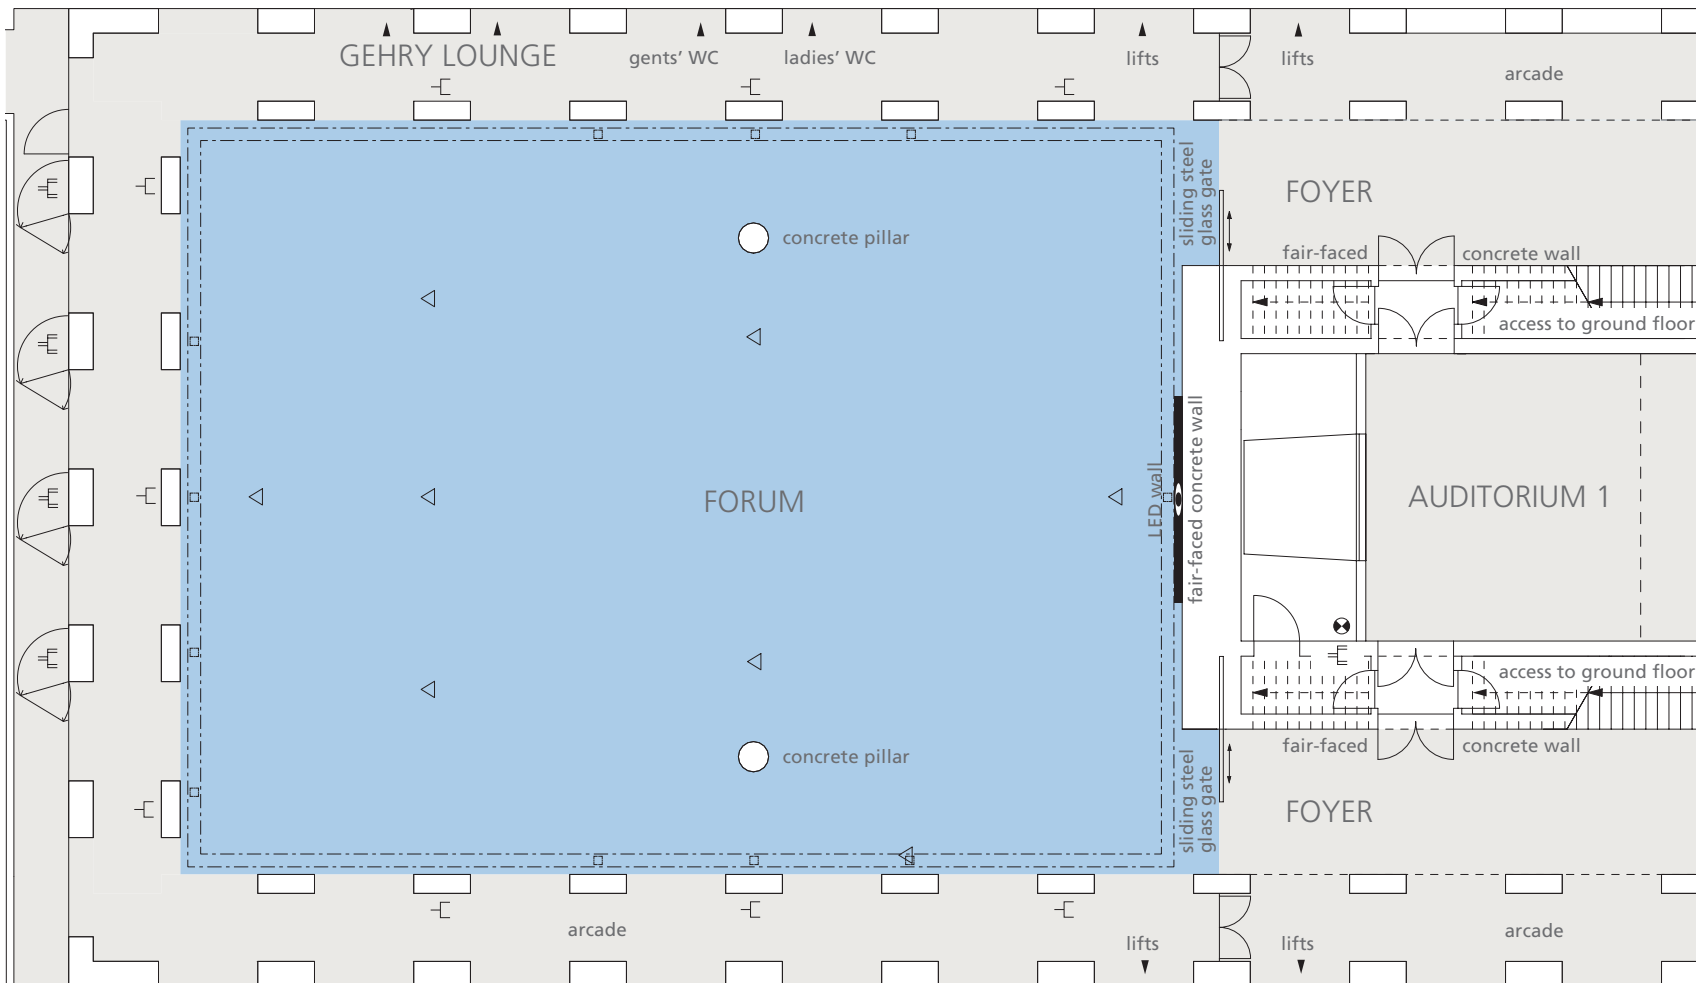 GEHRY LOUNGE
gents' WC
ladies' WC
lifts
lifts
arcade
sliding steel
glass gate
FOYER
concrete pillar
fair-faced
concrete wall
access to ground floor
LED wall
fair-faced concrete wall
FORUM
AUDITORIUM 1
access to ground floor
concrete pillar
fair-faced
concrete wall
sliding steel
glass gate
FOYER
arcade
lifts
lifts
arcade